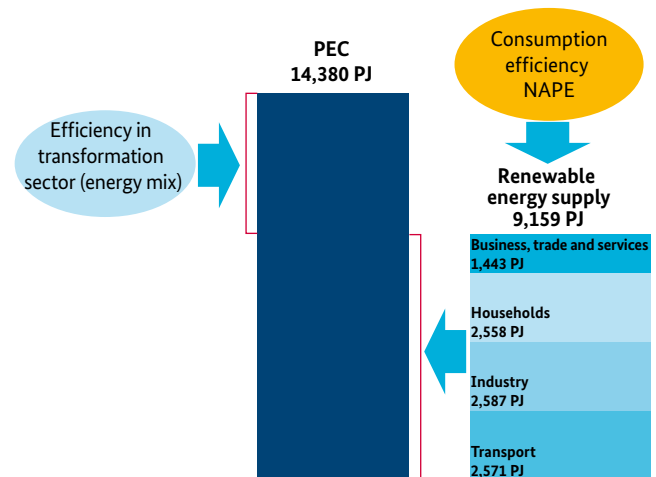 PEC
14,380 PJ
Consumption
efficiency
NAPE
Efficiency in
transformation
sector (energy mix)
Renewable
energy supply
9,159 PJ
Business, trade and services
1,443 PJ
Households
2,558 PJ
Industry
2,587 PJ
Transport
2,571 PJ